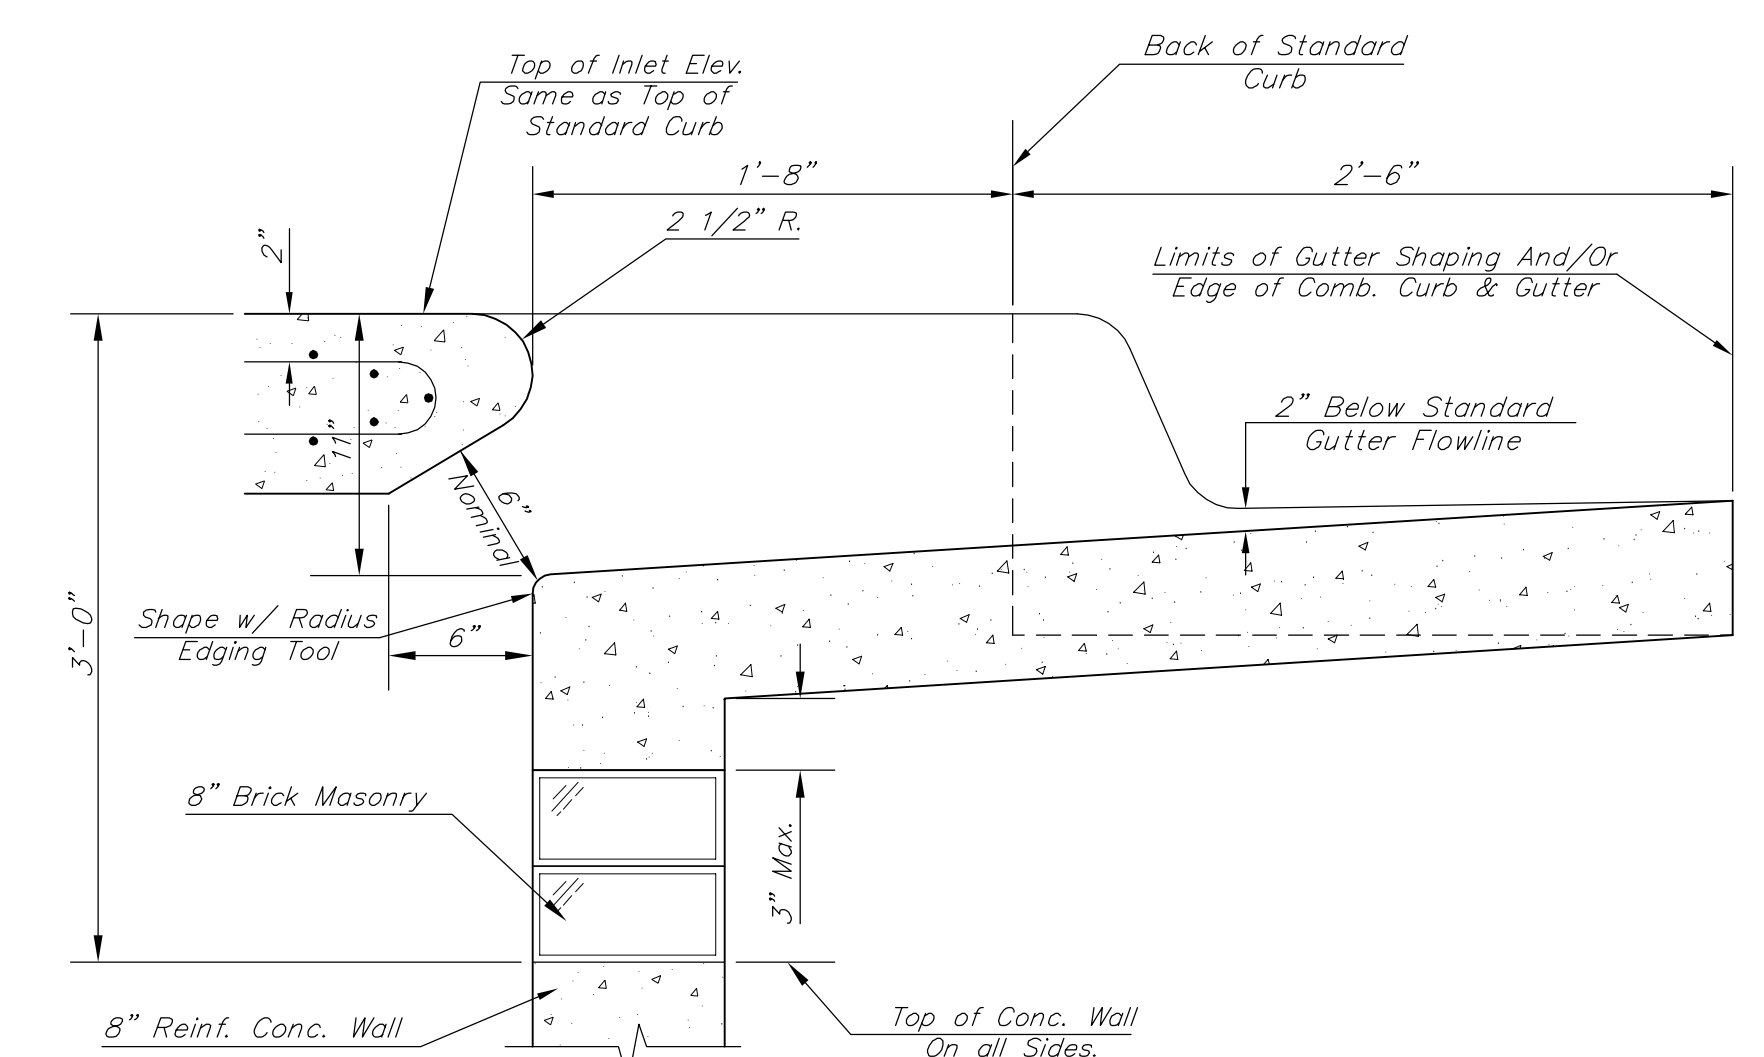 Back of Standard
Curb
Top of Inlet Elev.
Same as Top of
Standard Curb
1'-8"
2'-6"
2 1/2" R.
2"
Limits of Gutter Shaping And/Or
Edge of Comb. Curb & Gutter
2" Below Standard
Gutter Flowline
11"
6"
Nominal
3'-0"
Shape w/ Radius
Edging Tool
6"
8" Brick Masonry
3" Max.
8" Reinf. Conc. Wall
Top of Conc. Wall
On all Sides.